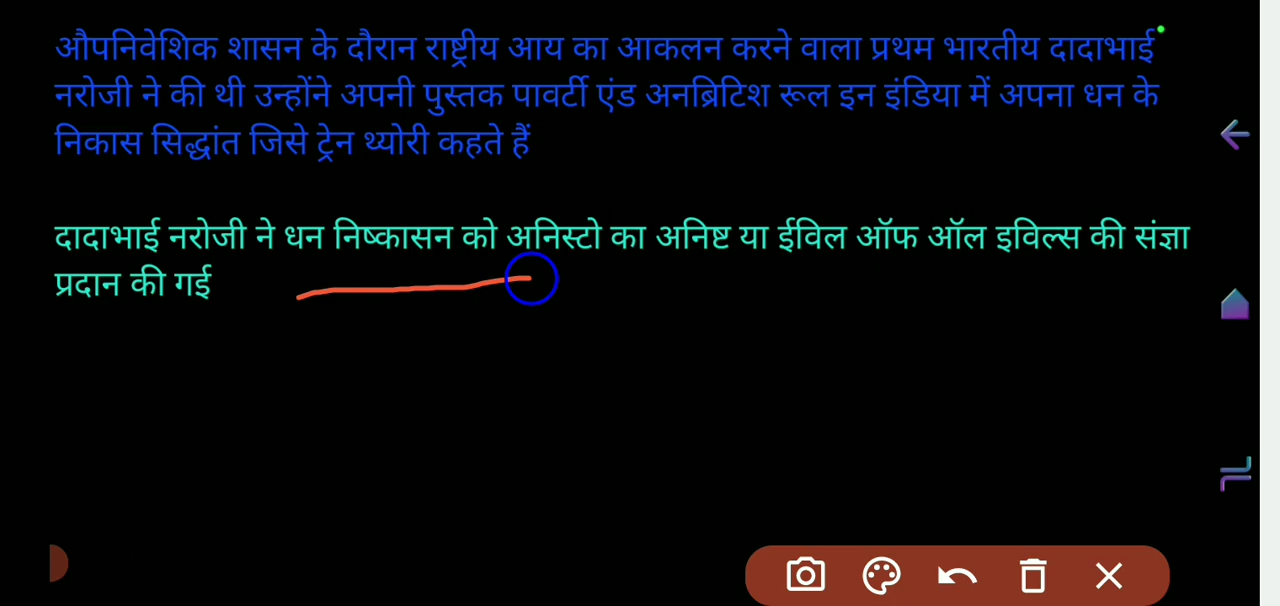 औपनिवेशिक शासन के दौरान राष्ट्रीय आय का आकलन करने वाला प्रथम भारतीय दादाभाई
नरोजी ने की थी उन्होंने अपनी पुस्तक पावर्टी एंड अनब्रिटिश रूल इन इंडिया में अपना धन के
निकास सिद्धांत जिसे ट्रेन थ्योरी कहते हैं
दादाभाई नरोजी ने धन निष्कासन को अनिस्टो का अनिष्ट या ईविल ऑफ ऑल इविल्स की संज्ञा
प्रदान की गई